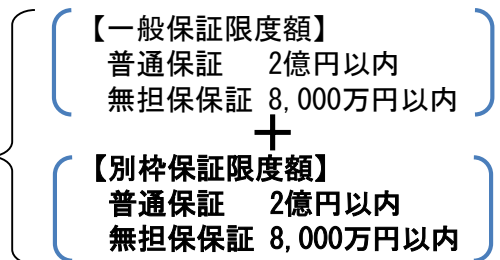 【一般保証限度額】
普通保証 2億円以内
無担保保証 8,000万円以内
＋
【別枠保証限度額】
普通保証 2億円以内
無担保保証 8,000万円以内